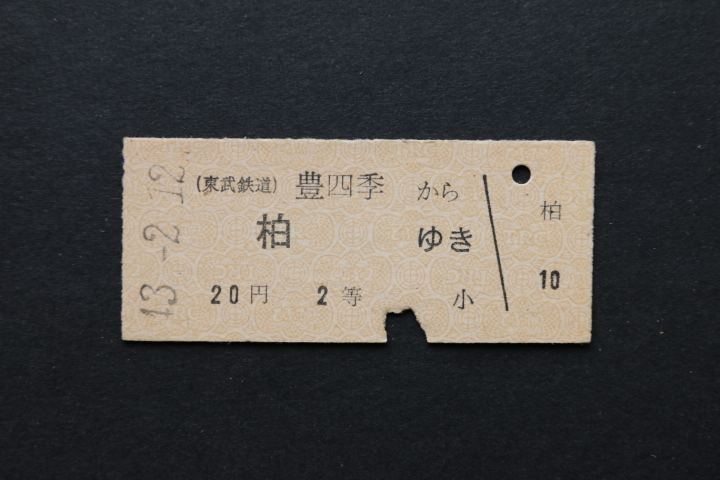 43.-2.12
(東武鉄道) 豊四季 から
柏 ゆき
20円 2等 小
柏
10